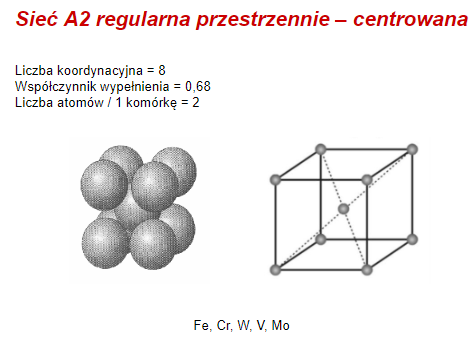 Sieć A2 regularna przestrzennie – centrowana
Liczba koordynacyjna = 8
Współczynnik wypełnienia = 0,68
Liczba atomów / 1 komórkę = 2
Fe, Cr, W, V, Mo